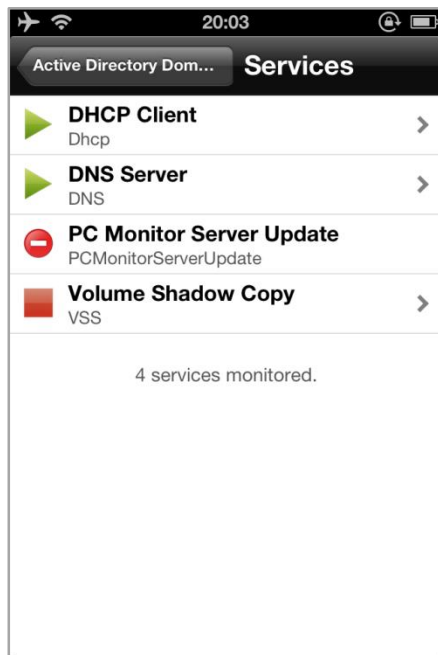 20:03
Active Directory Dom...
Services
DHCP Client
Dhcp
DNS Server
DNS
PC Monitor Server Update
PCMonitorServerUpdate
Volume Shadow Copy
VSS
4 services monitored.